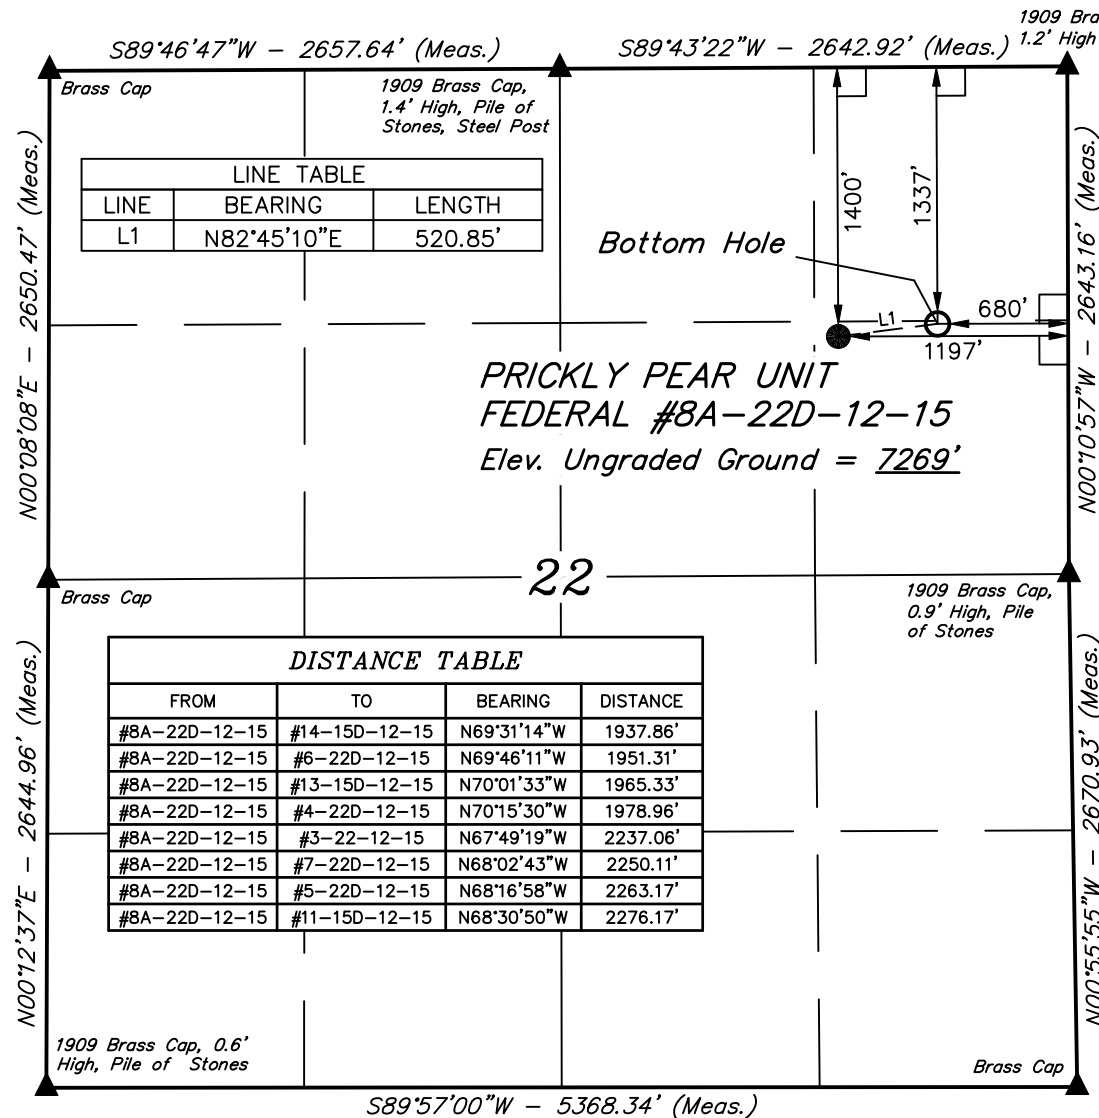 1909 Bra
1.2' High
S89°46'47"W - 2657.64' (Meas.)
S89°43'22"W - 2642.92' (Meas.)
Brass Cap
1909 Brass Cap,
1.4' High, Pile of
Stones, Steel Post
N00°08'08"E - 2650.47' (Meas.)
LINE TABLE
LINE BEARING LENGTH
L1 N82°45'10"E 520.85'
1400'
1337'
N00°10'57"W - 2643.16' (Meas.)
Bottom Hole
L1
680'
1197'
PRICKLY PEAR UNIT
FEDERAL #8A-22D-12-15
Elev. Ungraded Ground = 7269'
22
Brass Cap
1909 Brass Cap,
0.9' High, Pile
of Stones
N00°12'37"E - 2644.96' (Meas.)
DISTANCE TABLE
FROM TO BEARING DISTANCE
#8A-22D-12-15 #14-15D-12-15 N69°31'14"W 1937.86'
#8A-22D-12-15 #6-22D-12-15 N69°46'11"W 1951.31'
#8A-22D-12-15 #13-15D-12-15 N70°01'33"W 1965.33'
#8A-22D-12-15 #4-22D-12-15 N70°15'30"W 1978.96'
#8A-22D-12-15 #3-22-12-15 N67°49'19"W 2237.06'
#8A-22D-12-15 #7-22D-12-15 N68°02'43"W 2250.11'
#8A-22D-12-15 #5-22D-12-15 N68°16'58"W 2263.17'
#8A-22D-12-15 #11-15D-12-15 N68°30'50"W 2276.17'
N00°55'55"W - 2670.93' (Meas.)
1909 Brass Cap, 0.6'
High, Pile of Stones
Brass Cap
S89°57'00"W - 5368.34' (Meas.)